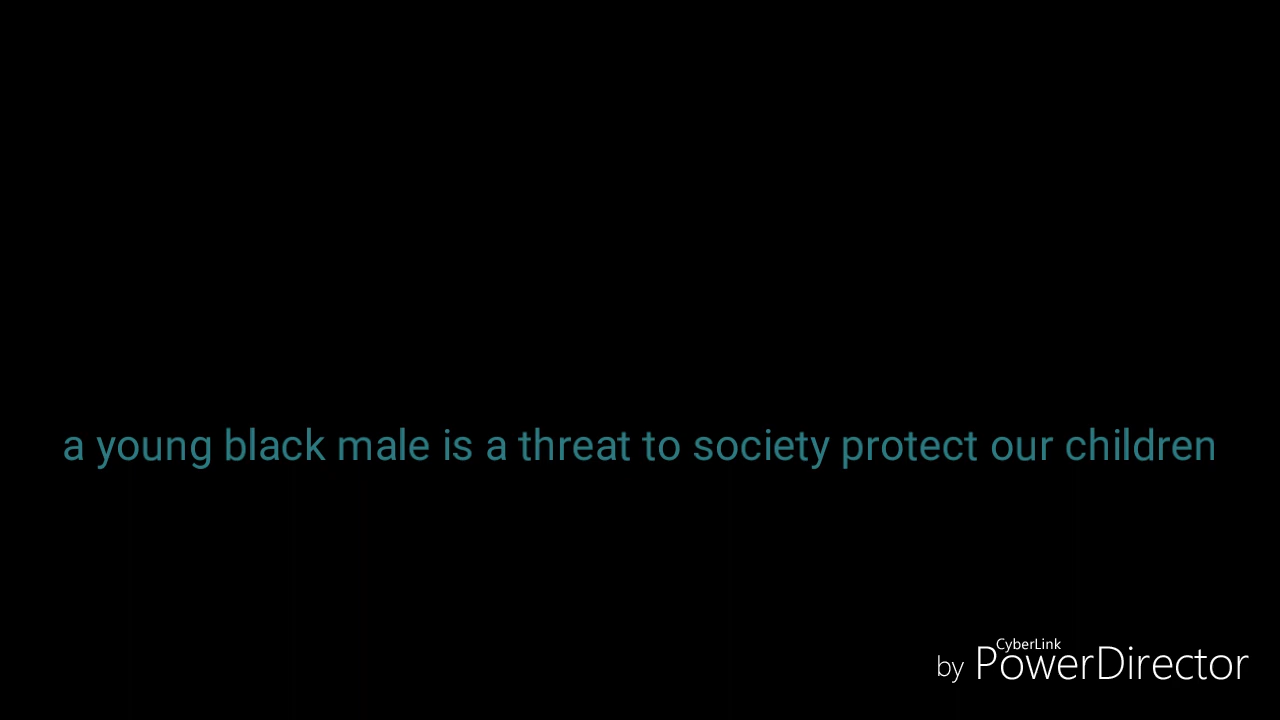 a young black male is a threat to society protect our children
CyberLink
by PowerDirector